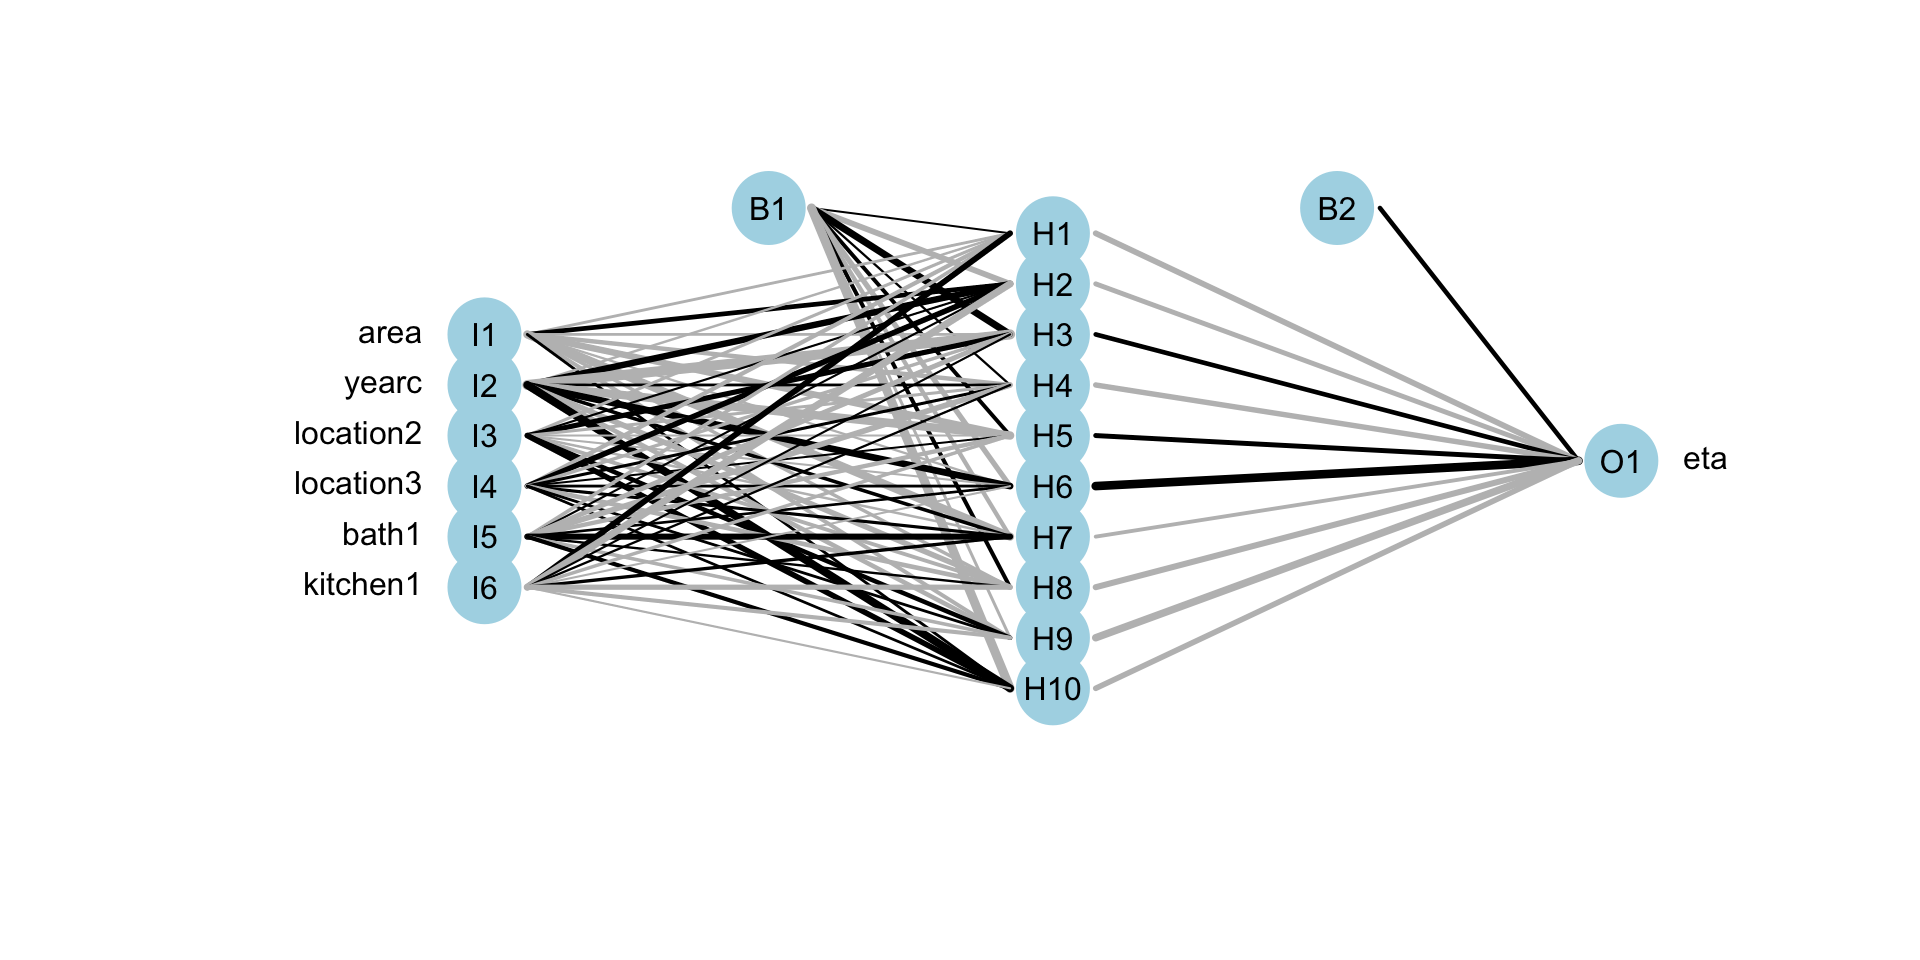 B1
B2
H1
H2
area I1 H3
yearc I2 H4
location2 I3 H5
O1 eta
location3 I4 H6
bath1 I5 H7
kitchen1 I6 H8
H9
H10